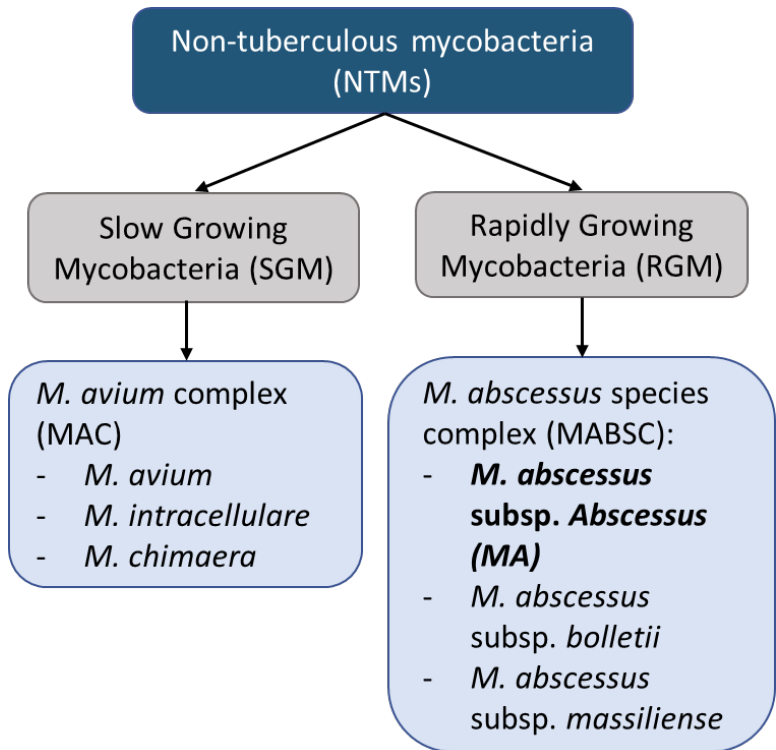 Non-tuberculous mycobacteria
(NTMs)
Slow Growing
Mycobacteria (SGM)
Rapidly Growing
Mycobacteria (RGM)
M. avium complex
(MAC)
- M. avium
- M. intracellulare
- M. chimaera
M. abscessus species
complex (MABSC):
- M. abscessus
subsp. Abscessus
(MA)
- M. abscessus
subsp. bolletii
- M. abscessus
subsp. massiliense